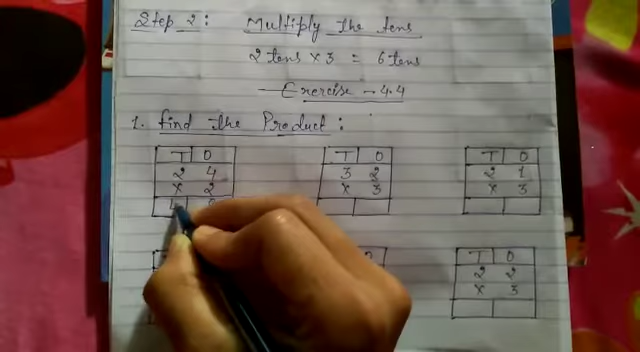 Step 2: Multiply the tens
2 tens × 3 = 6 tens
Exercise - 4.4
1. Find the Product:
T O T O T O
2 4 3 2 2 1
× 2 × 3 × 3
4
T O
2 2
× 3